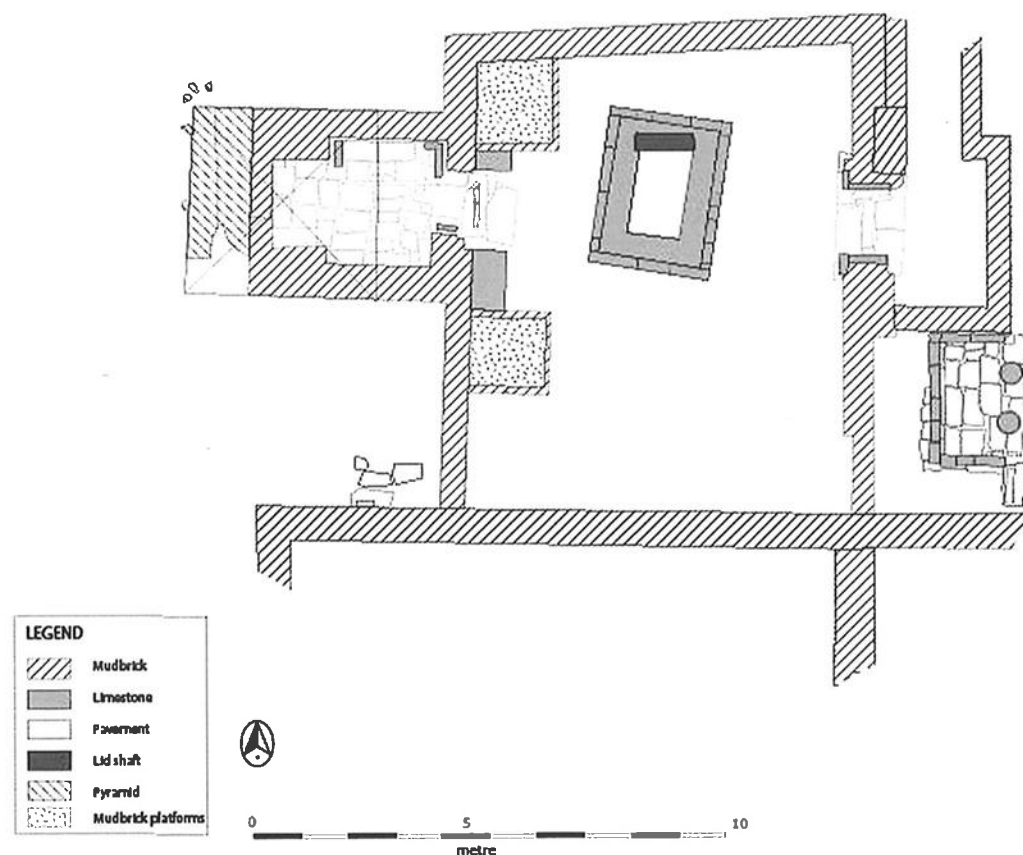 LEGEND
Mudbrick
Limestone
Pavement
Lid shaft
Pyramid
Mudbrick platforms
0 5 10
metre